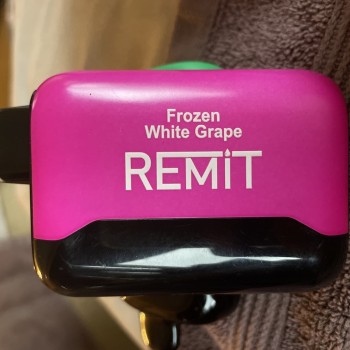 Frozen
White Grape
REMiT